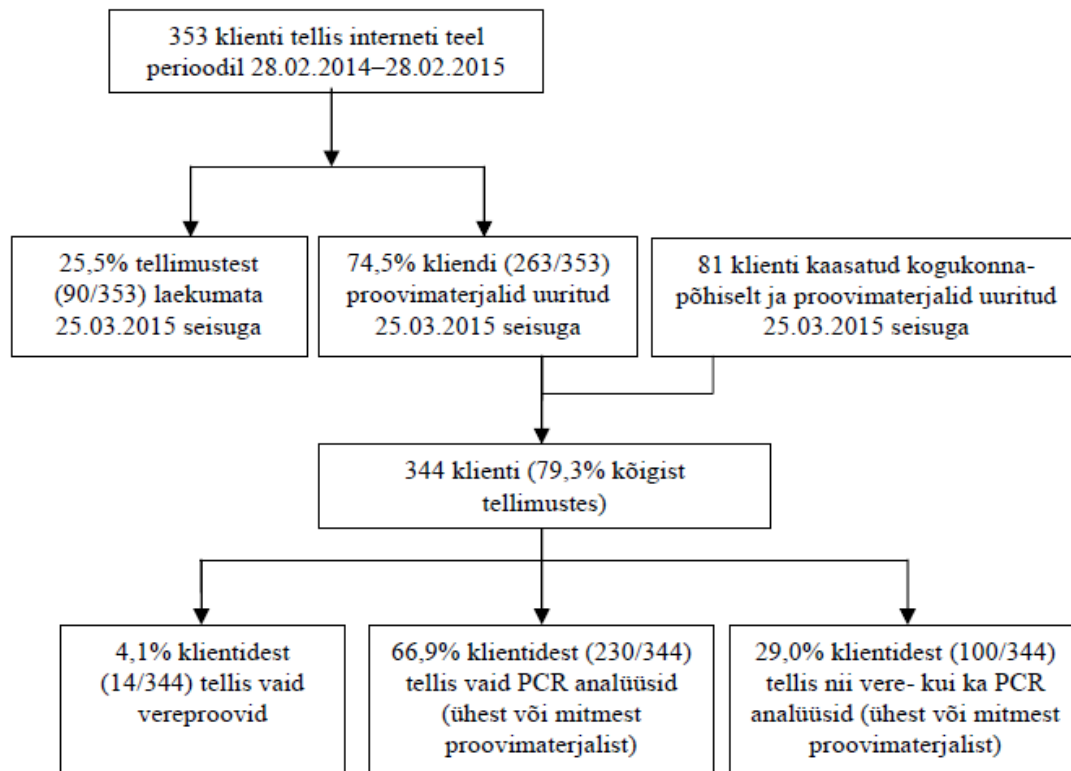 353 klienti tellis interneti teel
perioodil 28.02.2014–28.02.2015
25,5% tellimustest
(90/353) laekumata
25.03.2015 seisuga
74,5% kliendi (263/353)
proovimaterjalid uuritud
25.03.2015 seisuga
81 klienti kaasatud kogukonna-
põhiselt ja proovimaterjalid uuritud
25.03.2015 seisuga
344 klienti (79,3% kõigist
tellimustes)
4,1% klientidest
(14/344) tellis vaid
vereproovid
66,9% klientidest (230/344)
tellis vaid PCR analüüsid
(ühest või mitmest
proovimaterjalist)
29,0% klientidest (100/344)
tellis nii vere- kui ka PCR
analüüsid (ühest või mitmest
proovimaterjalist)